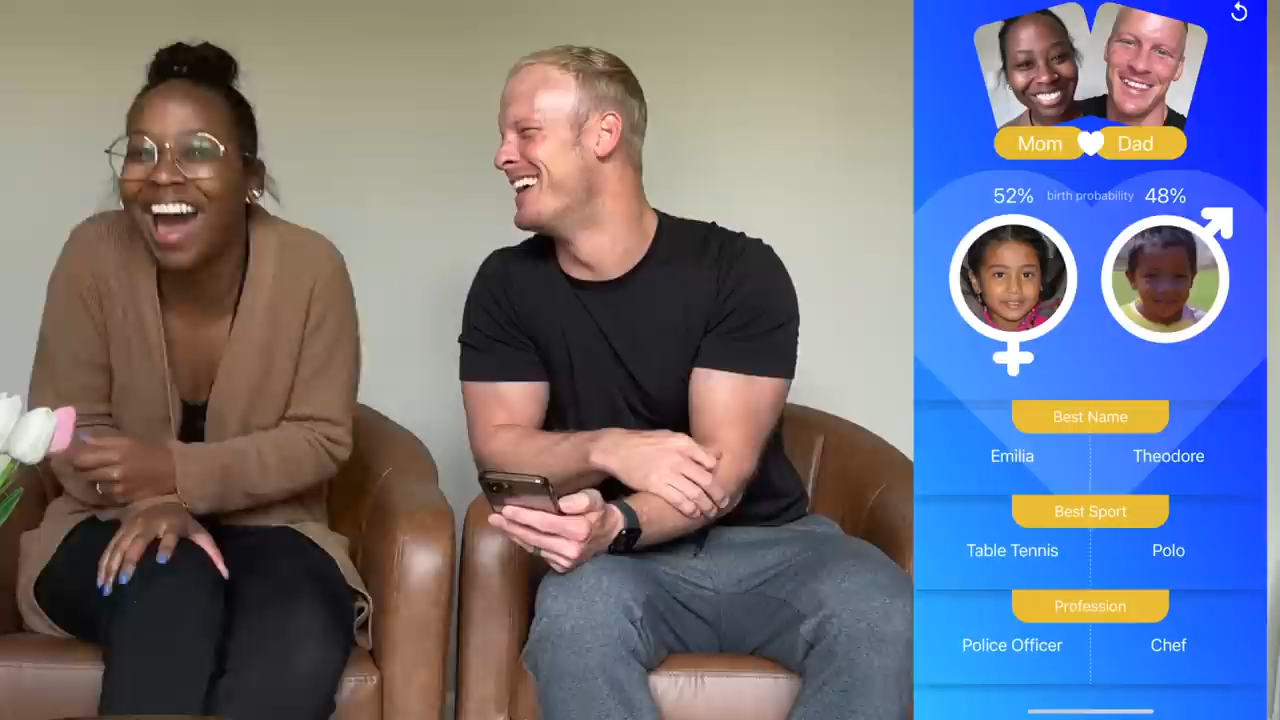 Mom Dad
52% birth probability 48%
Best Name
Emilia Theodore
Best Sport
Table Tennis Polo
Profession
Police Officer Chef